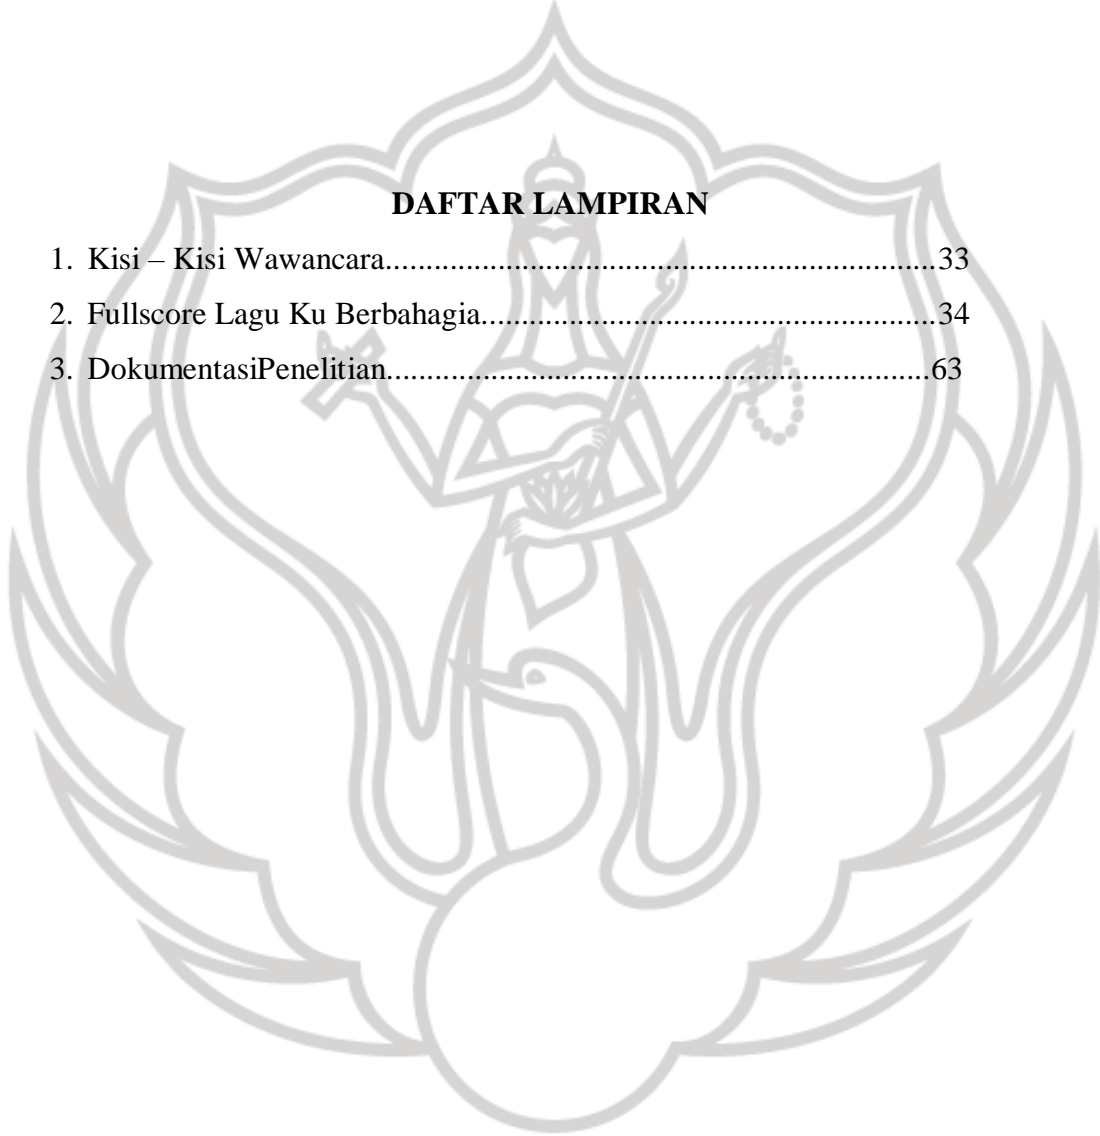 DAFTAR LAMPIRAN
1. Kisi – Kisi Wawancara....................................................................33
2. Fullscore Lagu Ku Berbahagia........................................................34
3. DokumentasiPenelitian...................................................................63